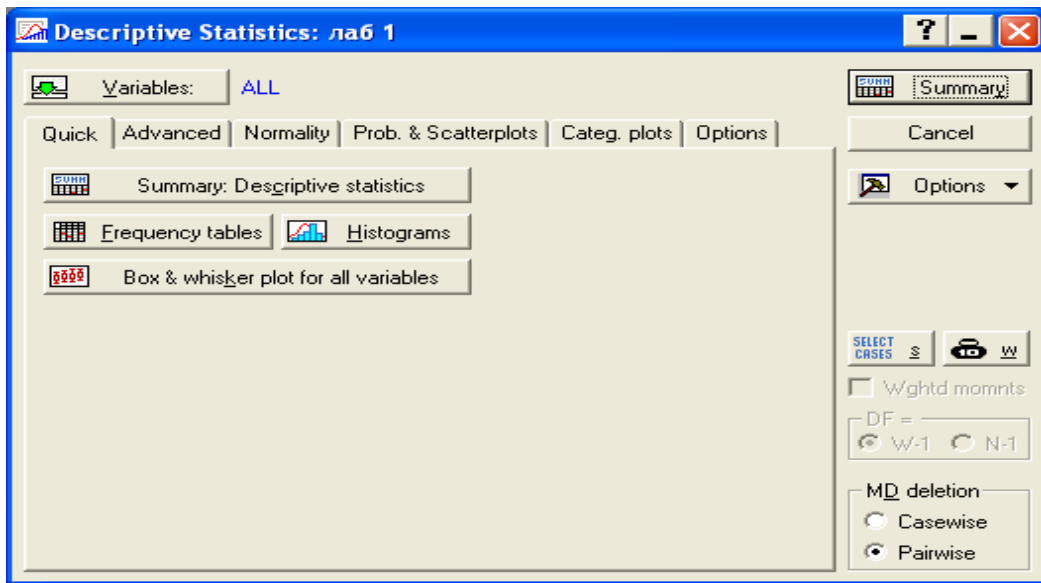 Descriptive Statistics: лаб 1
?
Variables: ALL
Summary
Quick Advanced Normality Prob. & Scatterplots Categ. plots Options
Cancel
SUMM Summary: Descriptive statistics
Options
Frequency tables Histograms
Box & whisker plot for all variables
SELECT CASES S W
Wghtd momnts
DF =
W-1 N-1
MD deletion
Casewise
Pairwise